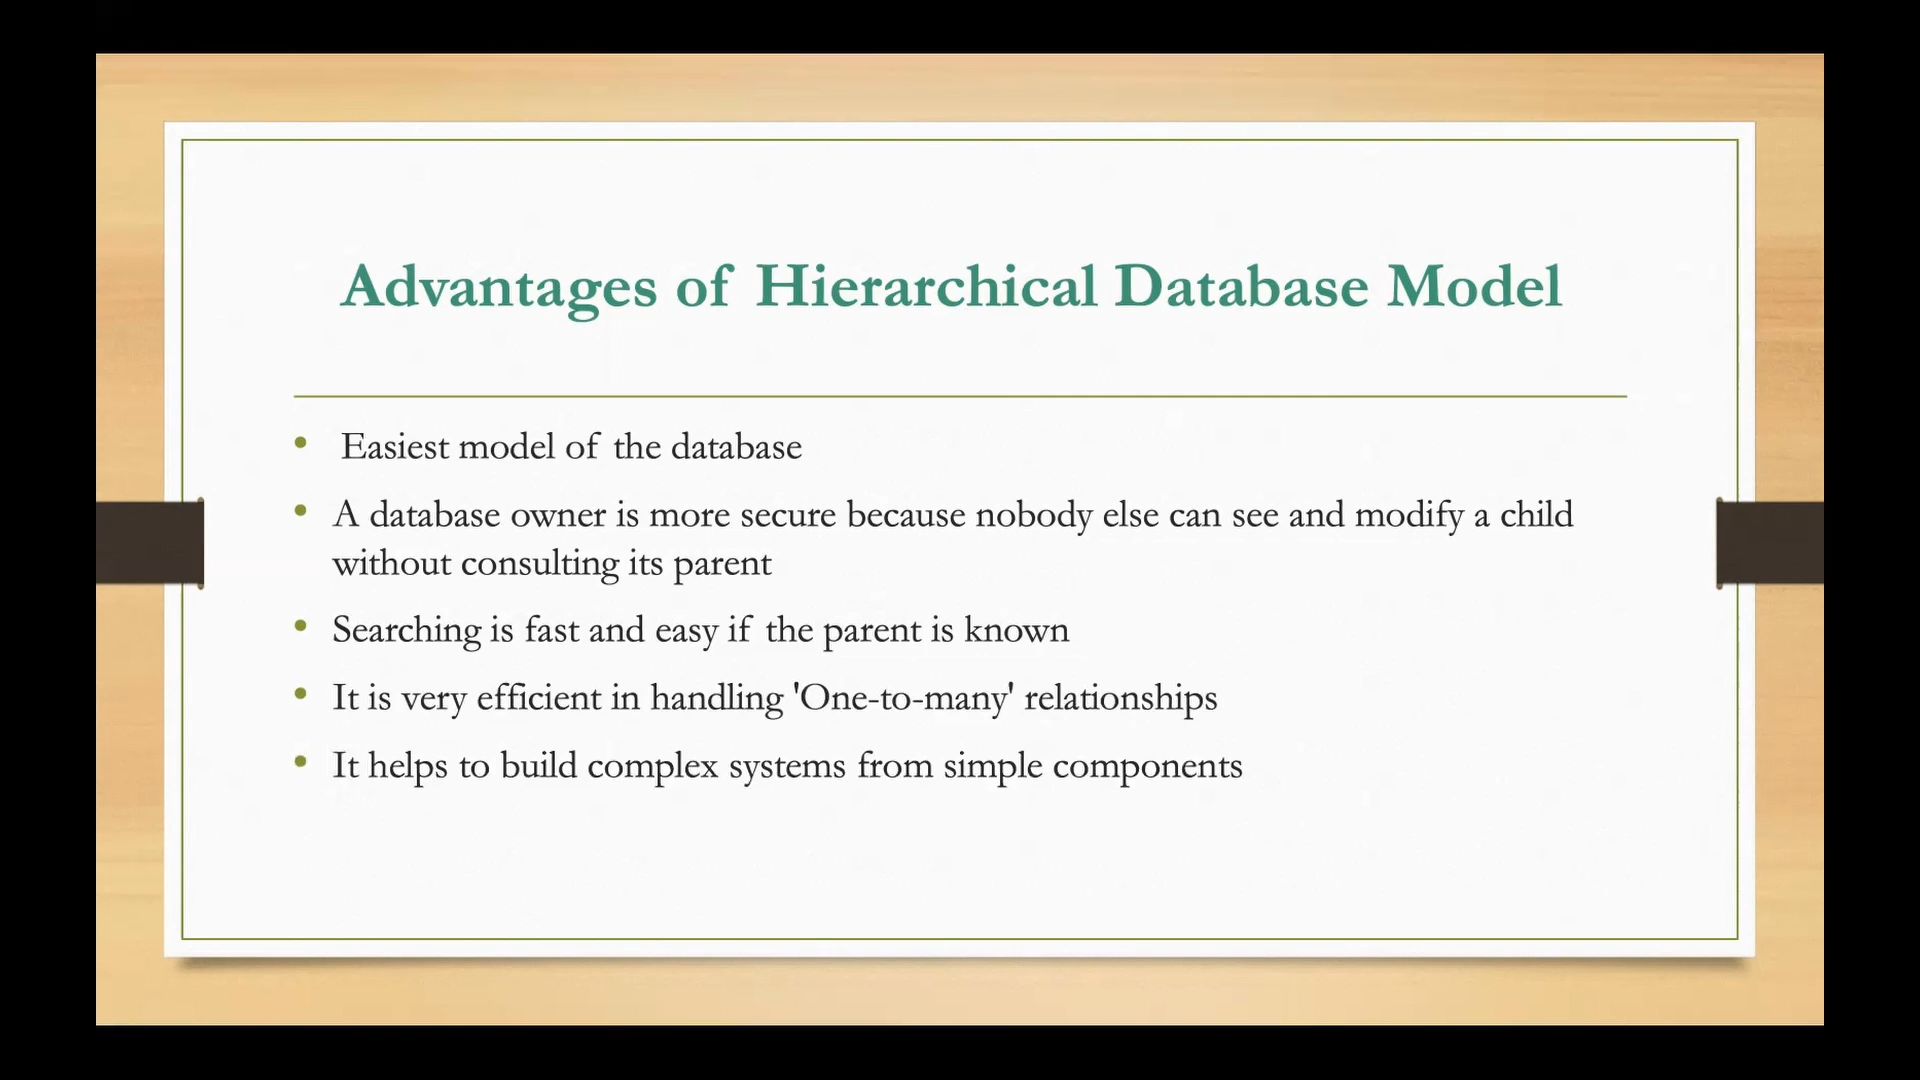 Advantages of Hierarchical Database Model
• Easiest model of the database
• A database owner is more secure because nobody else can see and modify a child
without consulting its parent
• Searching is fast and easy if the parent is known
• It is very efficient in handling 'One-to-many' relationships
• It helps to build complex systems from simple components